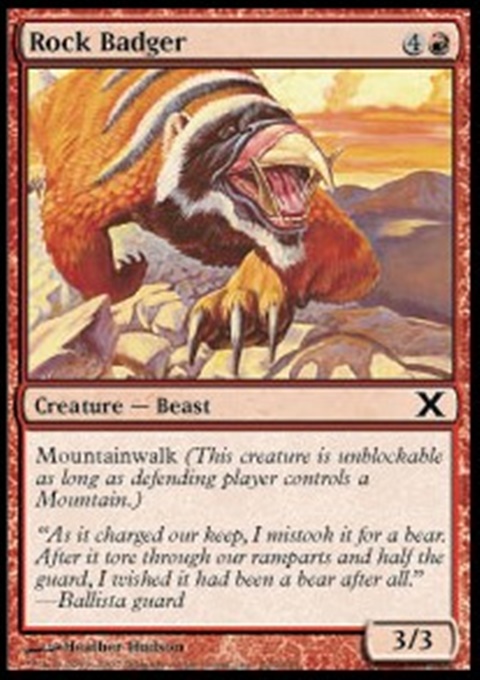 Rock Badger 4
Creature — Beast X
Mountainwalk (This creature is unblockable
as long as defending player controls a
Mountain.)
“As it charged our keep, I mistook it for a bear.
After it tore through our ramparts and half the
guard, I wished it had been a bear after all.”
—Ballista guard
3/3
Heather Hudson